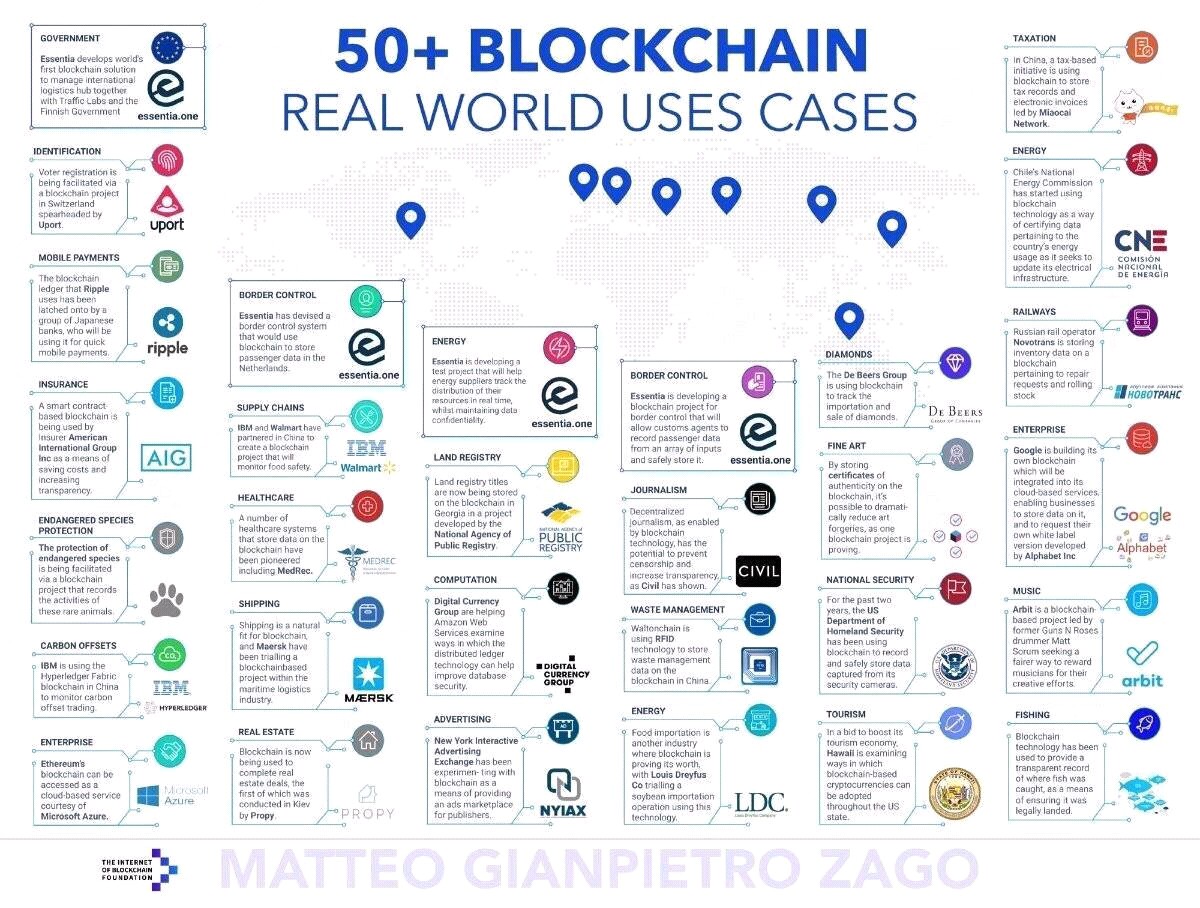 50+ BLOCKCHAIN
REAL WORLD USES CASES
GOVERNMENT
Essentia develops world's
first blockchain solution
to manage international
logistics hub together
with Traffic Labs and the
Finnish Government
essentia.one
IDENTIFICATION
Voter registration is
being facilitated via
a blockchain project
in Switzerland
spearheaded by
Uport.
uport
MOBILE PAYMENTS
The blockchain
ledger that Ripple
uses has been
latched onto by a
group of Japanese
banks, who will be
using it for quick
mobile payments.
ripple
INSURANCE
A smart contract-
based blockchain is
being used by
Insurer American
International Group
Inc as a means of
saving costs and
increasing
transparency.
AIG
ENDANGERED SPECIES
PROTECTION
The protection of
endangered species
is being facilitated
via a blockchain
project that records
the activities of
these rare animals.
CARBON OFFSETS
IBM is using the
Hyperledger Fabric
blockchain in China
to monitor carbon
offset trading.
CO2
IBM
HYPERLEDGER
ENTERPRISE
Ethereum's
blockchain can be
accessed as a
cloud-based service
courtesy of
Microsoft Azure.
Microsoft
Azure
BORDER CONTROL
Essentia has devised a
border control system
that would use
blockchain to store
passenger data in the
Netherlands.
essentia.one
SUPPLY CHAINS
IBM and Walmart have
partnered in China to
create a blockchain
project that will
monitor food safety.
IBM
Walmart
HEALTHCARE
A number of
healthcare systems
that store data on the
blockchain have
been pioneered
including MedRec.
MEDREC
SHIPPING
Shipping is a natural
fit for blockchain,
and Maersk have
been trialling a
blockchainbased
project within the
maritime logistics
industry.
MÆRSK
REAL ESTATE
Blockchain is now
being used to
complete real
estate deals, the
first of which was
conducted in Kiev
by Propy.
PROPY
ENERGY
Essentia is developing a
test project that will help
energy suppliers track the
distribution of their
resources in real time,
whilst maintaining data
confidentiality.
essentia.one
LAND REGISTRY
Land registry titles
are now being stored
on the blockchain in
Georgia in a project
developed by the
National Agency of
Public Registry.
NATIONAL AGENCY OF
PUBLIC
REGISTRY
COMPUTATION
Digital Currency
Group are helping
Amazon Web
Services examine
ways in which the
distributed ledger
technology can help
improve database
security.
DIGITAL
CURRENCY
GROUP
ADVERTISING
New York Interactive
Advertising
Exchange has been
experimen- ting with
blockchain as a
means of providing
an ads marketplace
for publishers.
AD
NYIAX
BORDER CONTROL
Essentia is developing a
blockchain project for
border control that will
allow customs agents to
record passenger data
from an array of inputs
and safely store it.
essentia.one
JOURNALISM
Decentralized
journalism, as enabled
by blockchain
technology, has the
potential to prevent
censorship and
increase transparency,
as Civil has shown.
CIVIL
WASTE MANAGEMENT
Waltonchain is
using RFID
technology to store
waste management
data on the
blockchain in China.
ENERGY
Food importation is
another industry
where blockchain is
proving its worth,
with Louis Dreyfus
Co trialling a
soybean importation
operation using this
technology.
LDC.
Louis Dreyfus Company
DIAMONDS
The De Beers Group
is using blockchain
to track the
importation and
sale of diamonds.
DE BEERS
GROUP OF COMPANIES
FINE ART
By storing
certificates of
authenticity on the
blockchain, it's
possible to dramati-
cally reduce art
forgeries, as one
blockchain project is
proving.
NATIONAL SECURITY
For the past two
years, the US
Department of
Homeland Security
has been using
blockchain to record
and safely store data
captured from its
security cameras.
TOURISM
In a bid to boost its
tourism economy,
Hawaii is examining
ways in which
blockchain-based
cryptocurrencies can
be adopted
throughout the US
state.
TAXATION
In China, a tax-based
initiative is using
blockchain to store
tax records and
electronic invoices
led by Miaocai
Network.
ENERGY
Chile's National
Energy Commission
has started using
blockchain
technology as a way
of certifying data
pertaining to the
country's energy
usage as it seeks to
update its electrical
infrastructure.
CNE
COMISIÓN
NACIONAL
DE ENERGÍA
RAILWAYS
Russian rail operator
Novotrans is storing
inventory data on a
blockchain
pertaining to repair
requests and rolling
stock
НОВОТРАНС
ENTERPRISE
Google is building its
own blockchain
which will be
integrated into its
cloud-based services,
enabling businesses
to store data on it,
and to request their
own white label
version developed
by Alphabet Inc
Google
Alphabet
MUSIC
Arbit is a blockchain-
based project led by
former Guns N Roses
drummer Matt
Sorum seeking a
fairer way to reward
musicians for their
creative efforts.
arbit
FISHING
Blockchain
technology has been
used to provide a
transparent record
of where fish was
caught, as a means
of ensuring it was
legally landed.
THE INTERNET
OF BLOCKCHAIN
FOUNDATION
MATTEO GIANPIETRO ZAGO